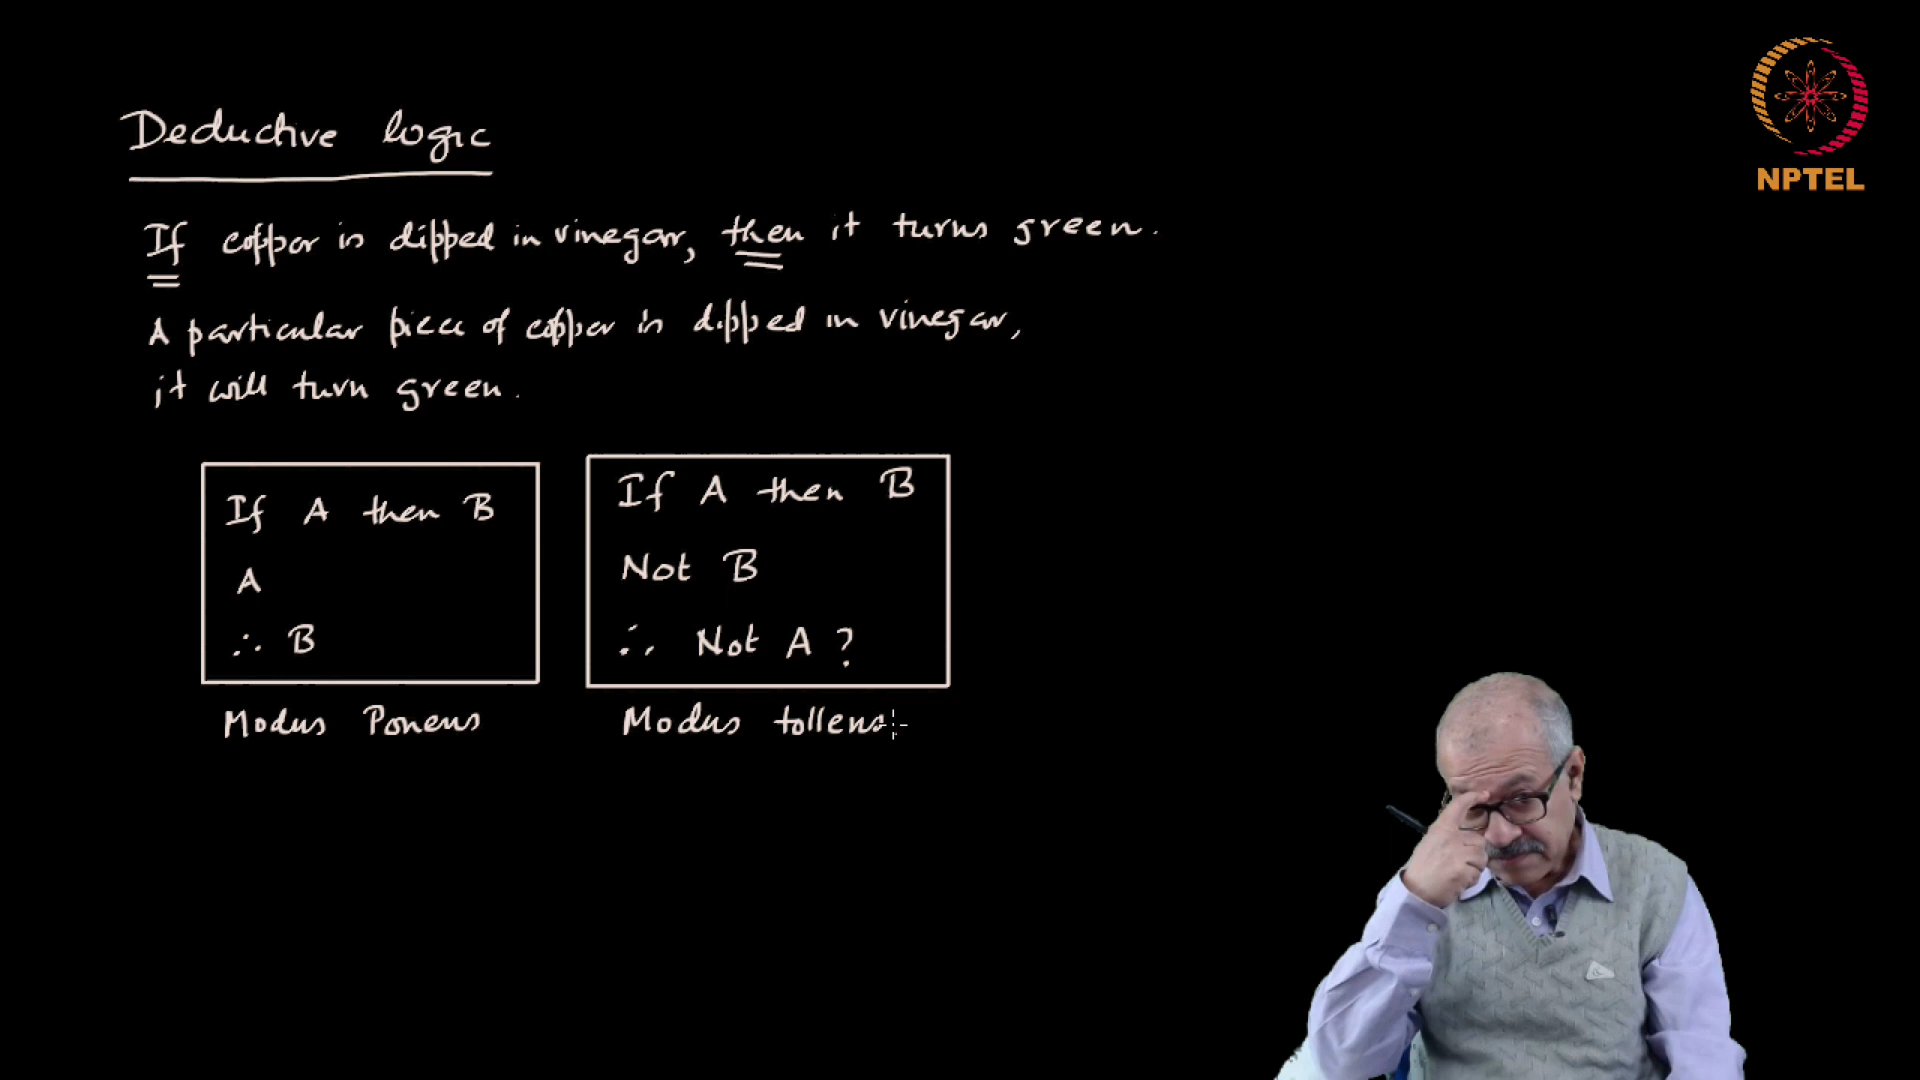 Deductive logic
If copper is dipped in vinegar, then it turns green.
A particular piece of copper is dipped in vinegar,
it will turn green.
If A then B
A
∴ B
Modus Ponens
If A then B
Not B
∴ Not A ?
Modus tollens
NPTEL